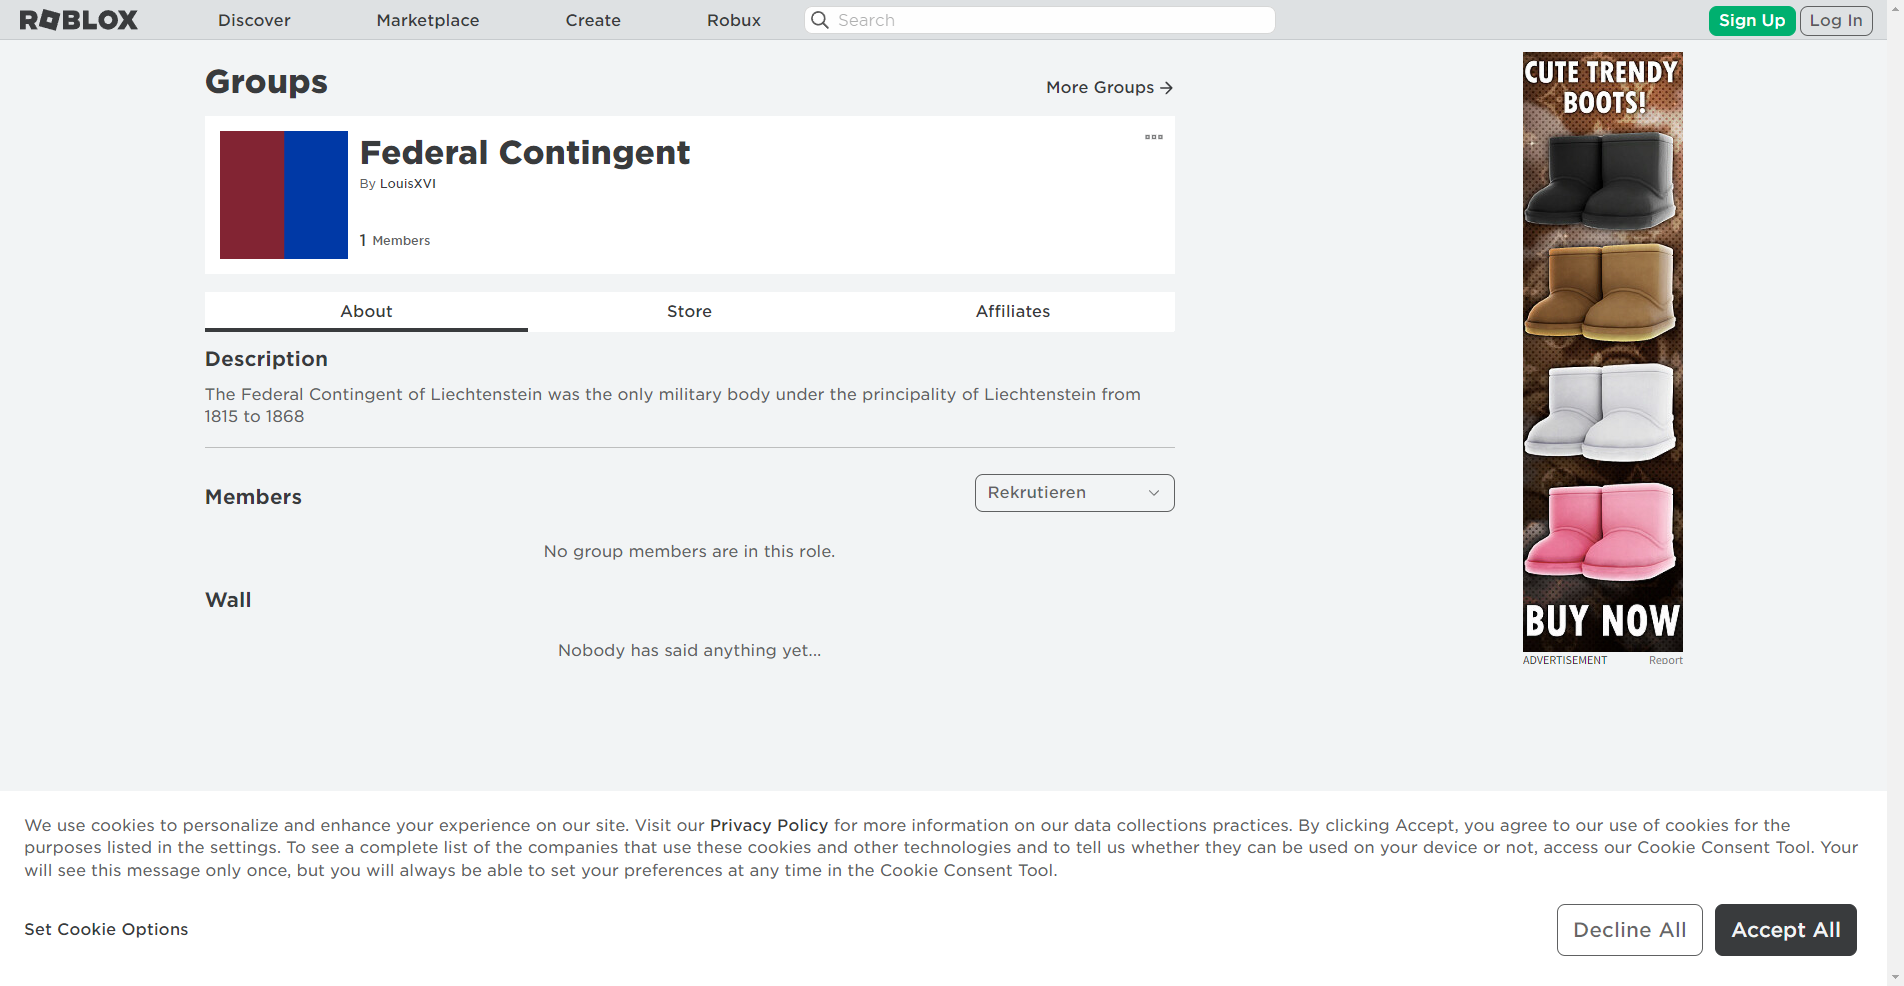 ROBLOX
Discover
Marketplace
Create
Robux
Search
Sign Up
Log In
Groups
More Groups
Federal Contingent
By LouisXVI
1 Members
About
Store
Affiliates
Description
The Federal Contingent of Liechtenstein was the only military body under the principality of Liechtenstein from
1815 to 1868
Members
Rekrutieren
No group members are in this role.
Wall
Nobody has said anything yet...
CUTE TRENDY
BOOTS!
BUY NOW
ADVERTISEMENT
Report
We use cookies to personalize and enhance your experience on our site. Visit our Privacy Policy for more information on our data collections practices. By clicking Accept, you agree to our use of cookies for the
purposes listed in the settings. To see a complete list of the companies that use these cookies and other technologies and to tell us whether they can be used on your device or not, access our Cookie Consent Tool. Your
will see this message only once, but you will always be able to set your preferences at any time in the Cookie Consent Tool.
Set Cookie Options
Decline All
Accept All